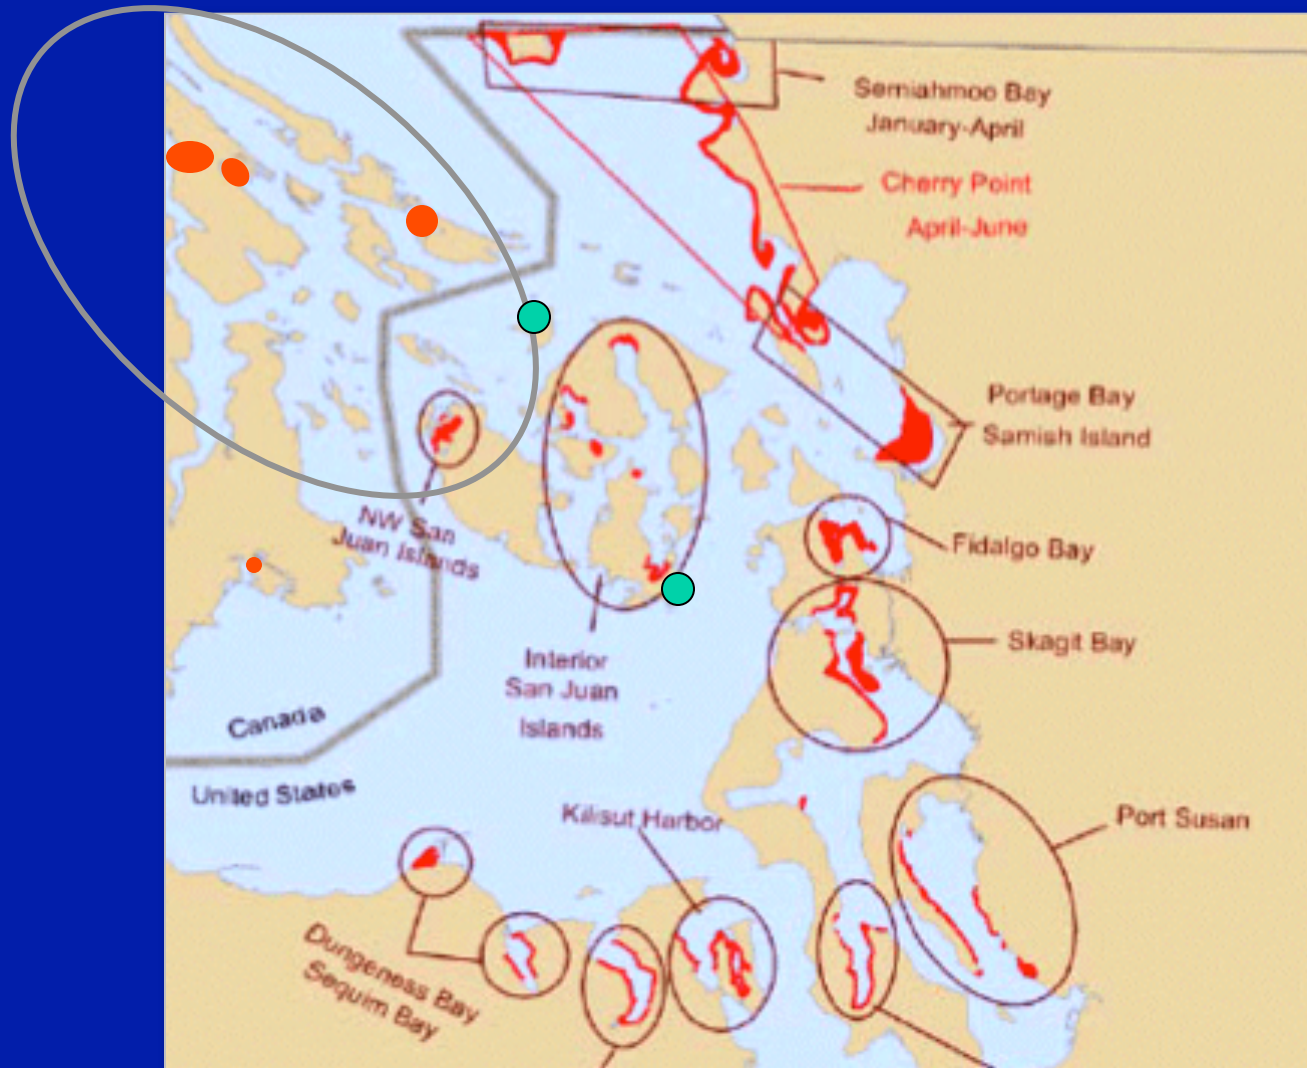 Semiahmoo Bay
January-April
Cherry Point
April-June
Portage Bay
Samish Island
NW San
Juan Islands
Fidalgo Bay
Skagit Bay
Interior
San Juan
Islands
Canada
United States
Kilisut Harbor
Port Susan
Dungeness Bay
Sequim Bay